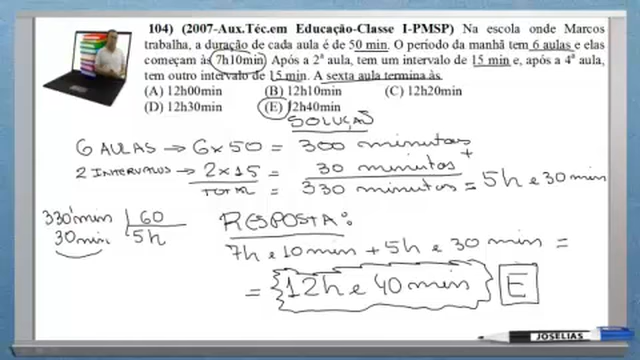 104) (2007-Aux.Téc.em Educação-Classe I-PMSP) Na escola onde Marcos
trabalha, a duração de cada aula é de 50 min. O período da manhã tem 6 aulas e elas
começam às 7h10min. Após a 2ª aula, tem um intervalo de 15 min e, após a 4ª aula,
tem outro intervalo de 15 min. A sexta aula termina às
(A) 12h00min (B) 12h10min (C) 12h20min
(D) 12h30min (E) 12h40min
SOLUÇÃO
6 AULAS → 6 x 50 = 300 minutos
2 INTERVALOS → 2 x 15 = 30 minutos +
TOTAL = 330 minutos = 5h e 30 min
330 min | 60
30 min 5h
RESPOSTA:
7h e 10 min + 5h e 30 min =
= 12h e 40 min E
JOSELIAS